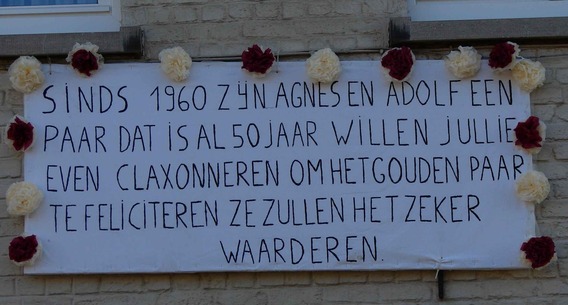 SINDS 1960 ZIJN AGNES EN ADOLF EEN
PAAR DAT IS AL 50 JAAR WILLEN JULLIE
EVEN CLAXONNEREN OM HET GOUDEN PAAR
TE FELICITEREN ZE ZULLEN HET ZEKER
WAARDEREN.